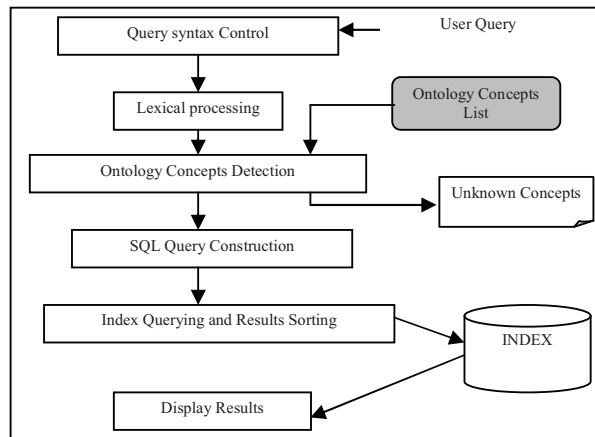 Query syntax Control
User Query
Lexical processing
Ontology Concepts
List
Ontology Concepts Detection
Unknown Concepts
SQL Query Construction
Index Querying and Results Sorting
INDEX
Display Results